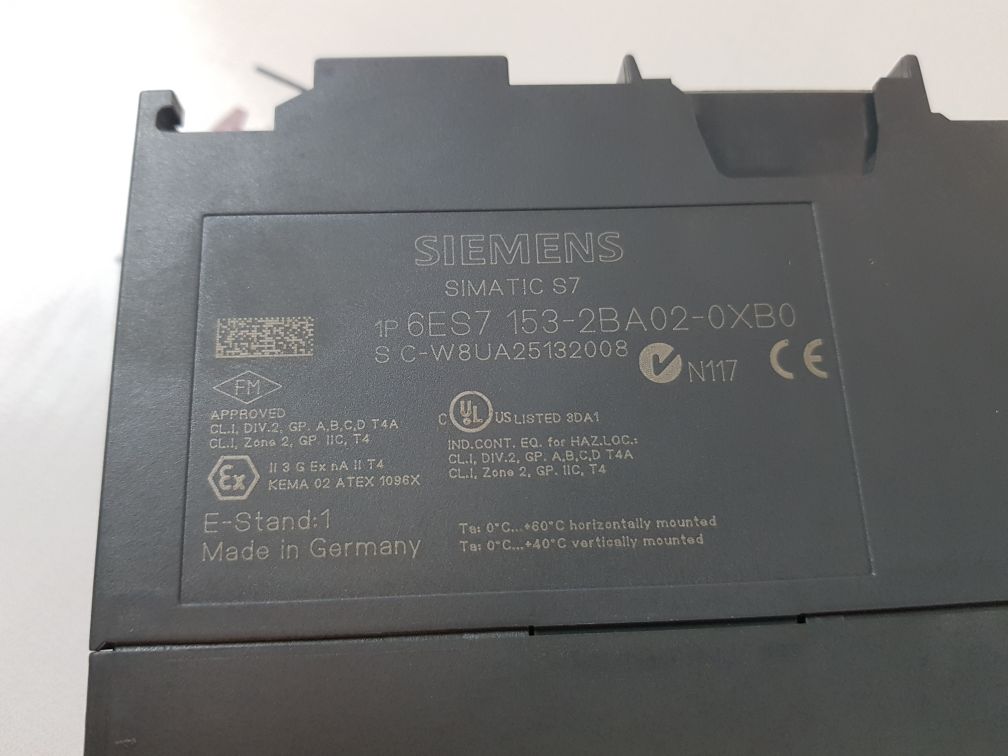 SIEMENS
SIMATIC S7
1P 6ES7 153-2BA02-0XB0
S C-W8UA25132008
N117
CE
FM
APPROVED
CL.I, DIV.2, GP. A,B,C,D T4A
CL.I, Zone 2, GP. IIC, T4
C UL US LISTED 3DA1
IND.CONT. EQ. for HAZ.LOC.:
CL.I, DIV.2, GP. A,B,C,D T4A
CL.I, Zone 2, GP. IIC, T4
Ex II 3 G Ex nA II T4
KEMA 02 ATEX 1096X
E-Stand:1
Made in Germany
Ta: 0°C...+60°C horizontally mounted
Ta: 0°C...+40°C vertically mounted